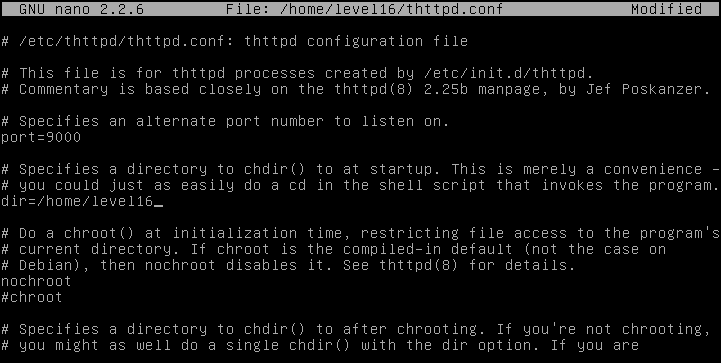 GNU nano 2.2.6 File: /home/level16/thttpd.conf Modified
# /etc/thttpd/thttpd.conf: thttpd configuration file
# This file is for thttpd processes created by /etc/init.d/thttpd.
# Commentary is based closely on the thttpd(8) 2.25b manpage, by Jef Poskanzer.
# Specifies an alternate port number to listen on.
port=9000
# Specifies a directory to chdir() to at startup. This is merely a convenience -
# you could just as easily do a cd in the shell script that invokes the program.
dir=/home/level16
# Do a chroot() at initialization time, restricting file access to the program's
# current directory. If chroot is the compiled-in default (not the case on
# Debian), then nochroot disables it. See thttpd(8) for details.
nochroot
#chroot
# Specifies a directory to chdir() to after chrooting. If you're not chrooting,
# you might as well do a single chdir() with the dir option. If you are